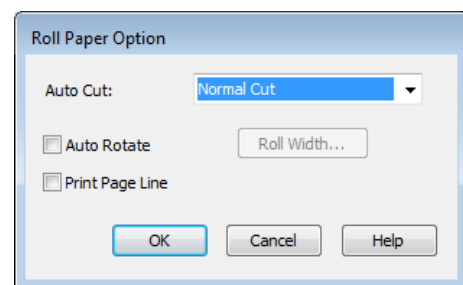 Roll Paper Option
Auto Cut: Normal Cut
Auto Rotate Roll Width...
Print Page Line
OK Cancel Help